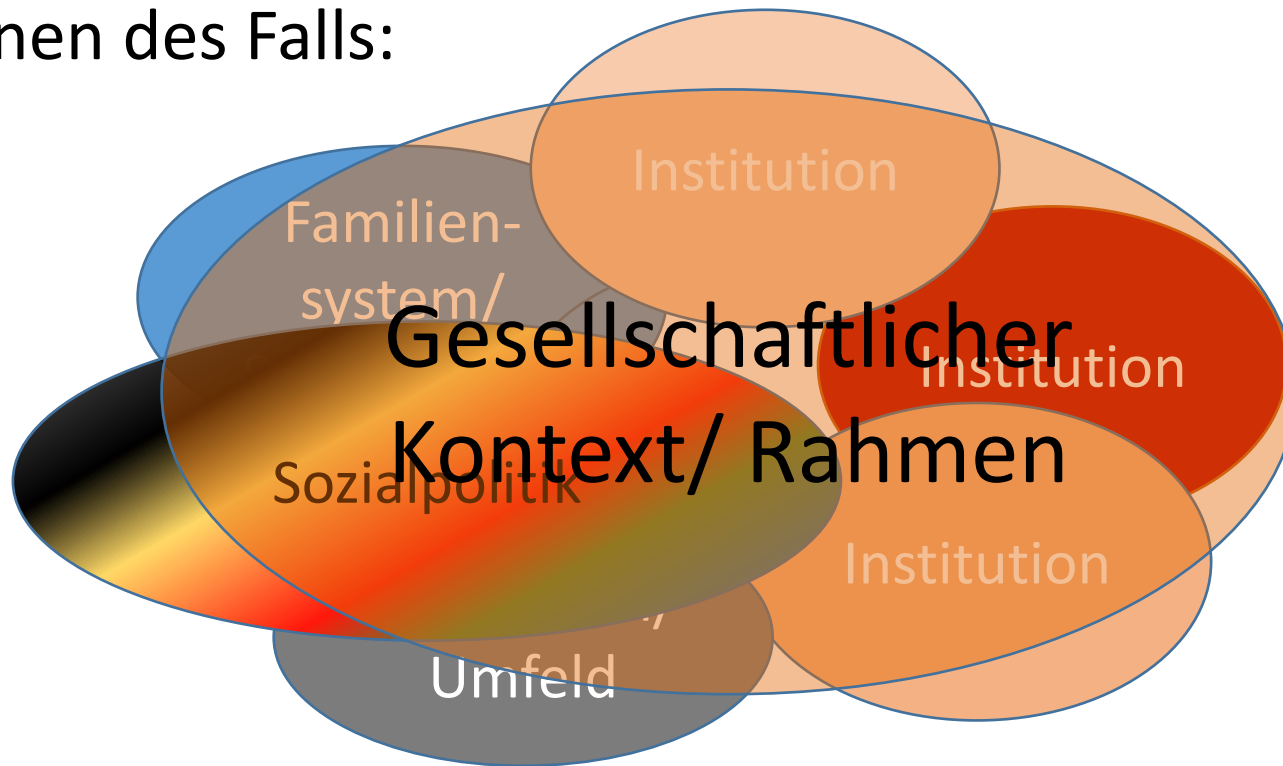 nen des Falls:
Institution
Familien-
system/
Gesellschaftlicher
Institution
Kontext/ Rahmen
Sozialpolitik
Institution
Umfeld